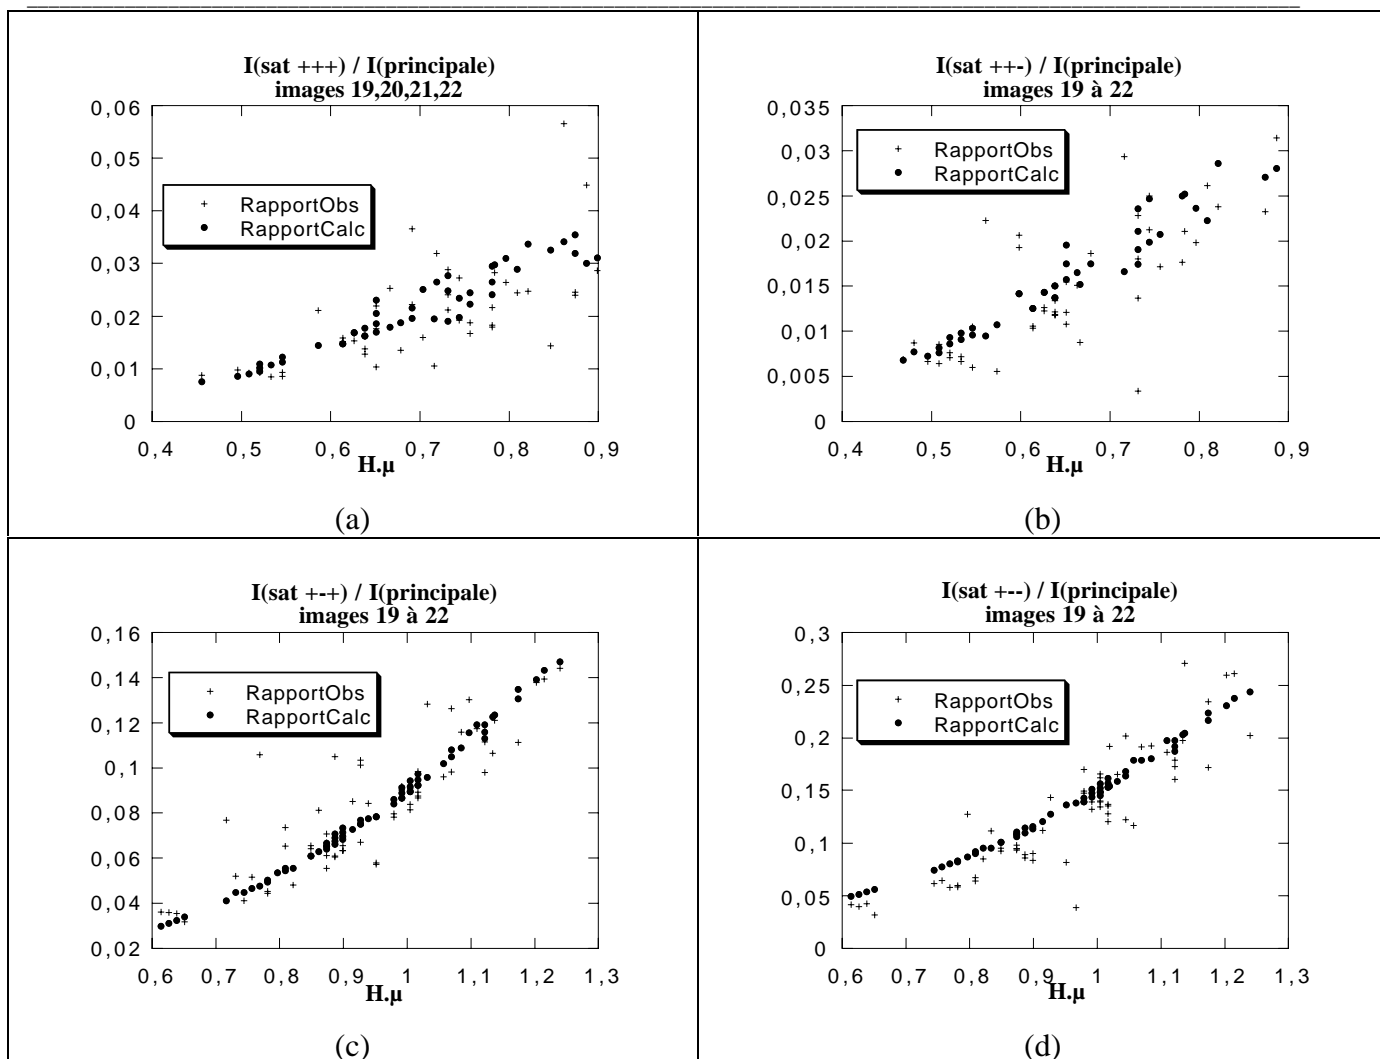 I(sat +++) / I(principale)
images 19,20,21,22
0,06
0,05
0,04
0,03
0,02
0,01
0
RapportObs
RapportCalc
0,4 0,5 0,6 0,7 0,8 0,9
H.µ
(a)
I(sat ++-) / I(principale)
images 19 à 22
0,035
0,03
0,025
0,02
0,015
0,01
0,005
0
RapportObs
RapportCalc
0,4 0,5 0,6 0,7 0,8 0,9
H.µ
(b)
I(sat +-+) / I(principale)
images 19 à 22
0,16
0,14
0,12
0,1
0,08
0,06
0,04
0,02
RapportObs
RapportCalc
0,6 0,7 0,8 0,9 1 1,1 1,2 1,3
H.µ
(c)
I(sat +--) / I(principale)
images 19 à 22
0,3
0,25
0,2
0,15
0,1
0,05
0
RapportObs
RapportCalc
0,6 0,7 0,8 0,9 1 1,1 1,2 1,3
H.µ
(d)